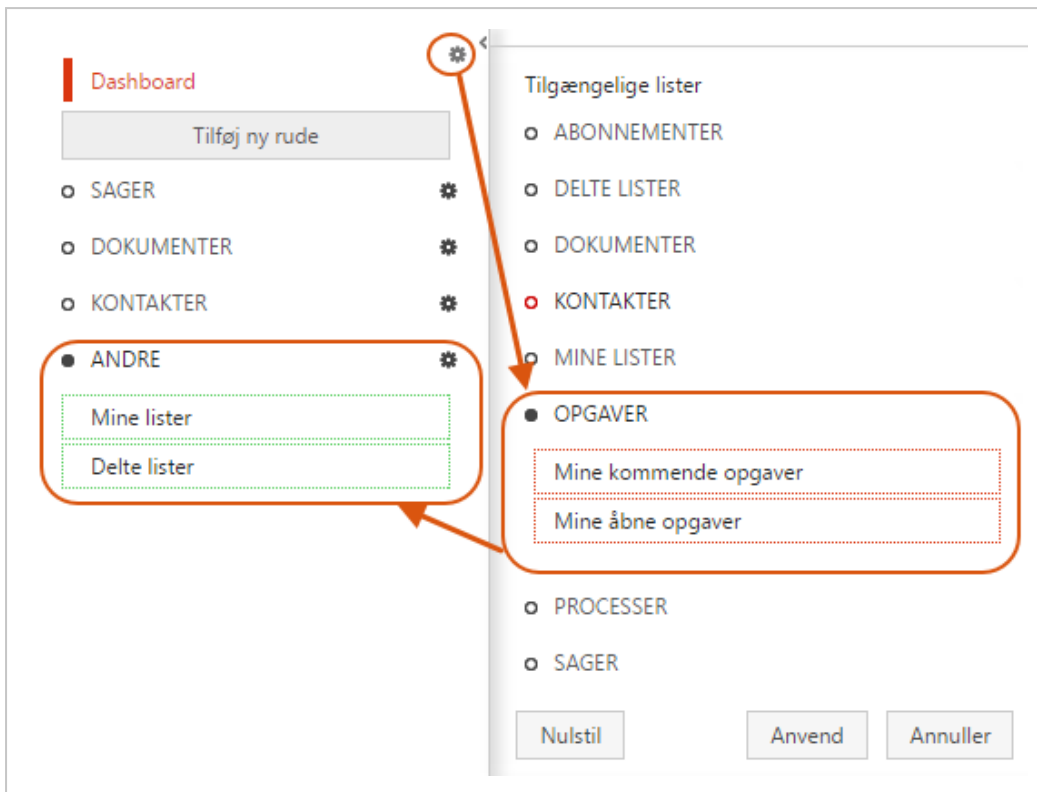 Dashboard
Tilføj ny rude
SAGER
DOKUMENTER
KONTAKTER
ANDRE
Mine lister
Delte lister
Tilgængelige lister
ABONNEMENTER
DELTE LISTER
DOKUMENTER
KONTAKTER
MINE LISTER
OPGAVER
Mine kommende opgaver
Mine åbne opgaver
PROCESSER
SAGER
Nulstil Anvend Annuller